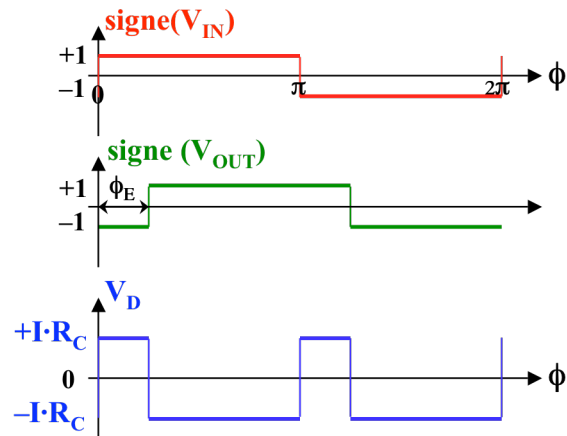 signe(V_IN)
+1
−1
0
π
2π
ϕ
signe (V_OUT)
+1
ϕ_E
−1
V_D
+I·R_C
0
ϕ
−I·R_C